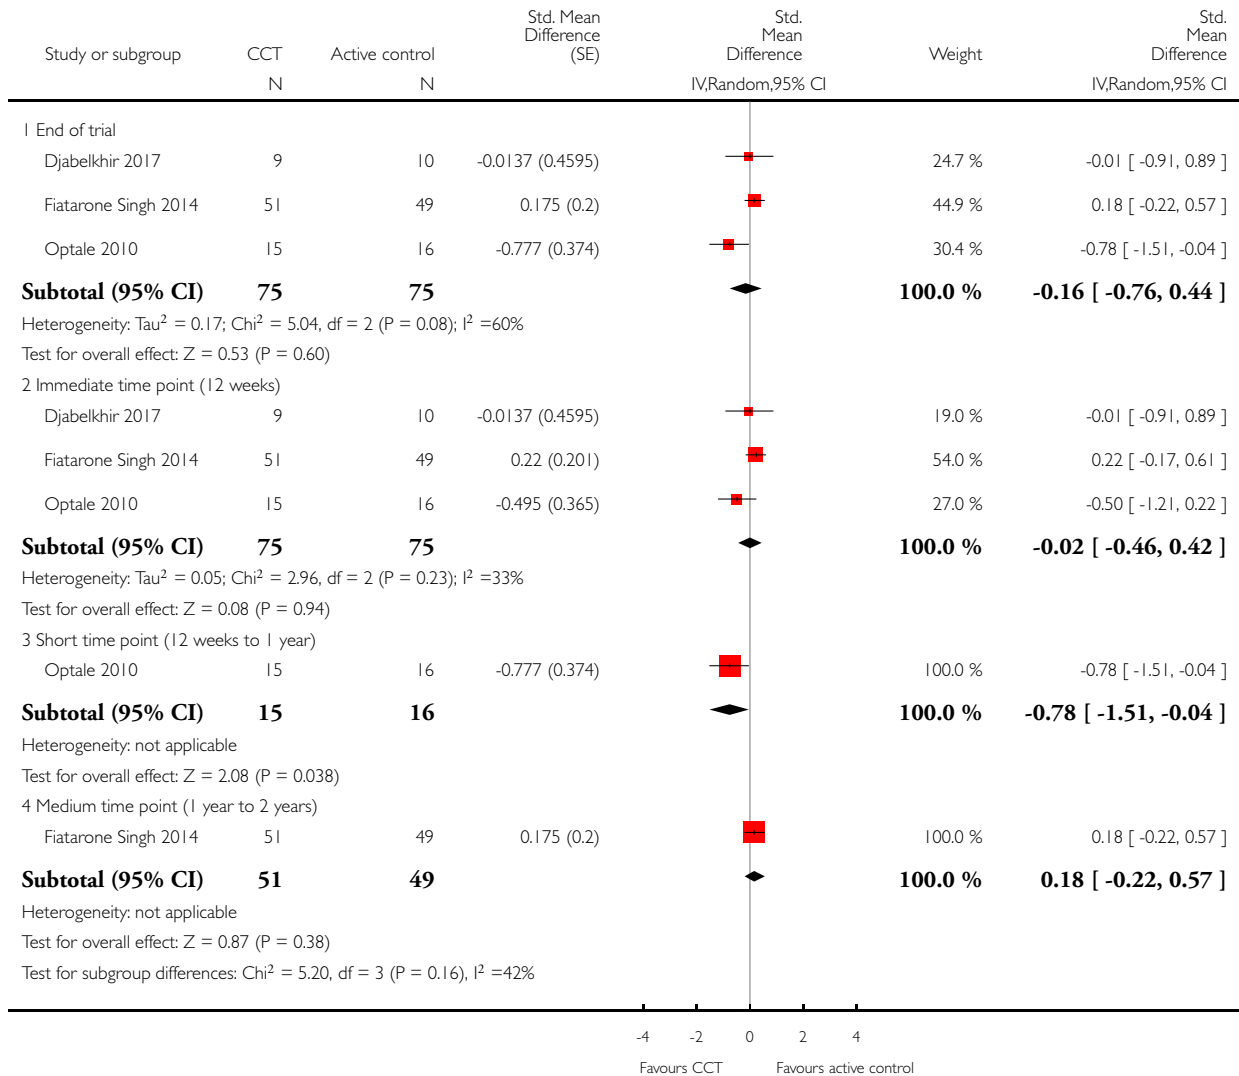 Study or subgroup CCT Active control Std. Mean Difference (SE) Std. Mean Difference Weight Std. Mean Difference
N N IV,Random,95% CI IV,Random,95% CI
1 End of trial
Djabelkhir 2017 9 10 -0.0137 (0.4595) 24.7 % -0.01 [ -0.91, 0.89 ]
Fiatarone Singh 2014 51 49 0.175 (0.2) 44.9 % 0.18 [ -0.22, 0.57 ]
Optale 2010 15 16 -0.777 (0.374) 30.4 % -0.78 [ -1.51, -0.04 ]
Subtotal (95% CI) 75 75 100.0 % -0.16 [ -0.76, 0.44 ]
Heterogeneity: Tau² = 0.17; Chi² = 5.04, df = 2 (P = 0.08); I² =60%
Test for overall effect: Z = 0.53 (P = 0.60)
2 Immediate time point (12 weeks)
Djabelkhir 2017 9 10 -0.0137 (0.4595) 19.0 % -0.01 [ -0.91, 0.89 ]
Fiatarone Singh 2014 51 49 0.22 (0.201) 54.0 % 0.22 [ -0.17, 0.61 ]
Optale 2010 15 16 -0.495 (0.365) 27.0 % -0.50 [ -1.21, 0.22 ]
Subtotal (95% CI) 75 75 100.0 % -0.02 [ -0.46, 0.42 ]
Heterogeneity: Tau² = 0.05; Chi² = 2.96, df = 2 (P = 0.23); I² =33%
Test for overall effect: Z = 0.08 (P = 0.94)
3 Short time point (12 weeks to 1 year)
Optale 2010 15 16 -0.777 (0.374) 100.0 % -0.78 [ -1.51, -0.04 ]
Subtotal (95% CI) 15 16 100.0 % -0.78 [ -1.51, -0.04 ]
Heterogeneity: not applicable
Test for overall effect: Z = 2.08 (P = 0.038)
4 Medium time point (1 year to 2 years)
Fiatarone Singh 2014 51 49 0.175 (0.2) 100.0 % 0.18 [ -0.22, 0.57 ]
Subtotal (95% CI) 51 49 100.0 % 0.18 [ -0.22, 0.57 ]
Heterogeneity: not applicable
Test for overall effect: Z = 0.87 (P = 0.38)
Test for subgroup differences: Chi² = 5.20, df = 3 (P = 0.16), I² =42%
-4 -2 0 2 4
Favours CCT Favours active control